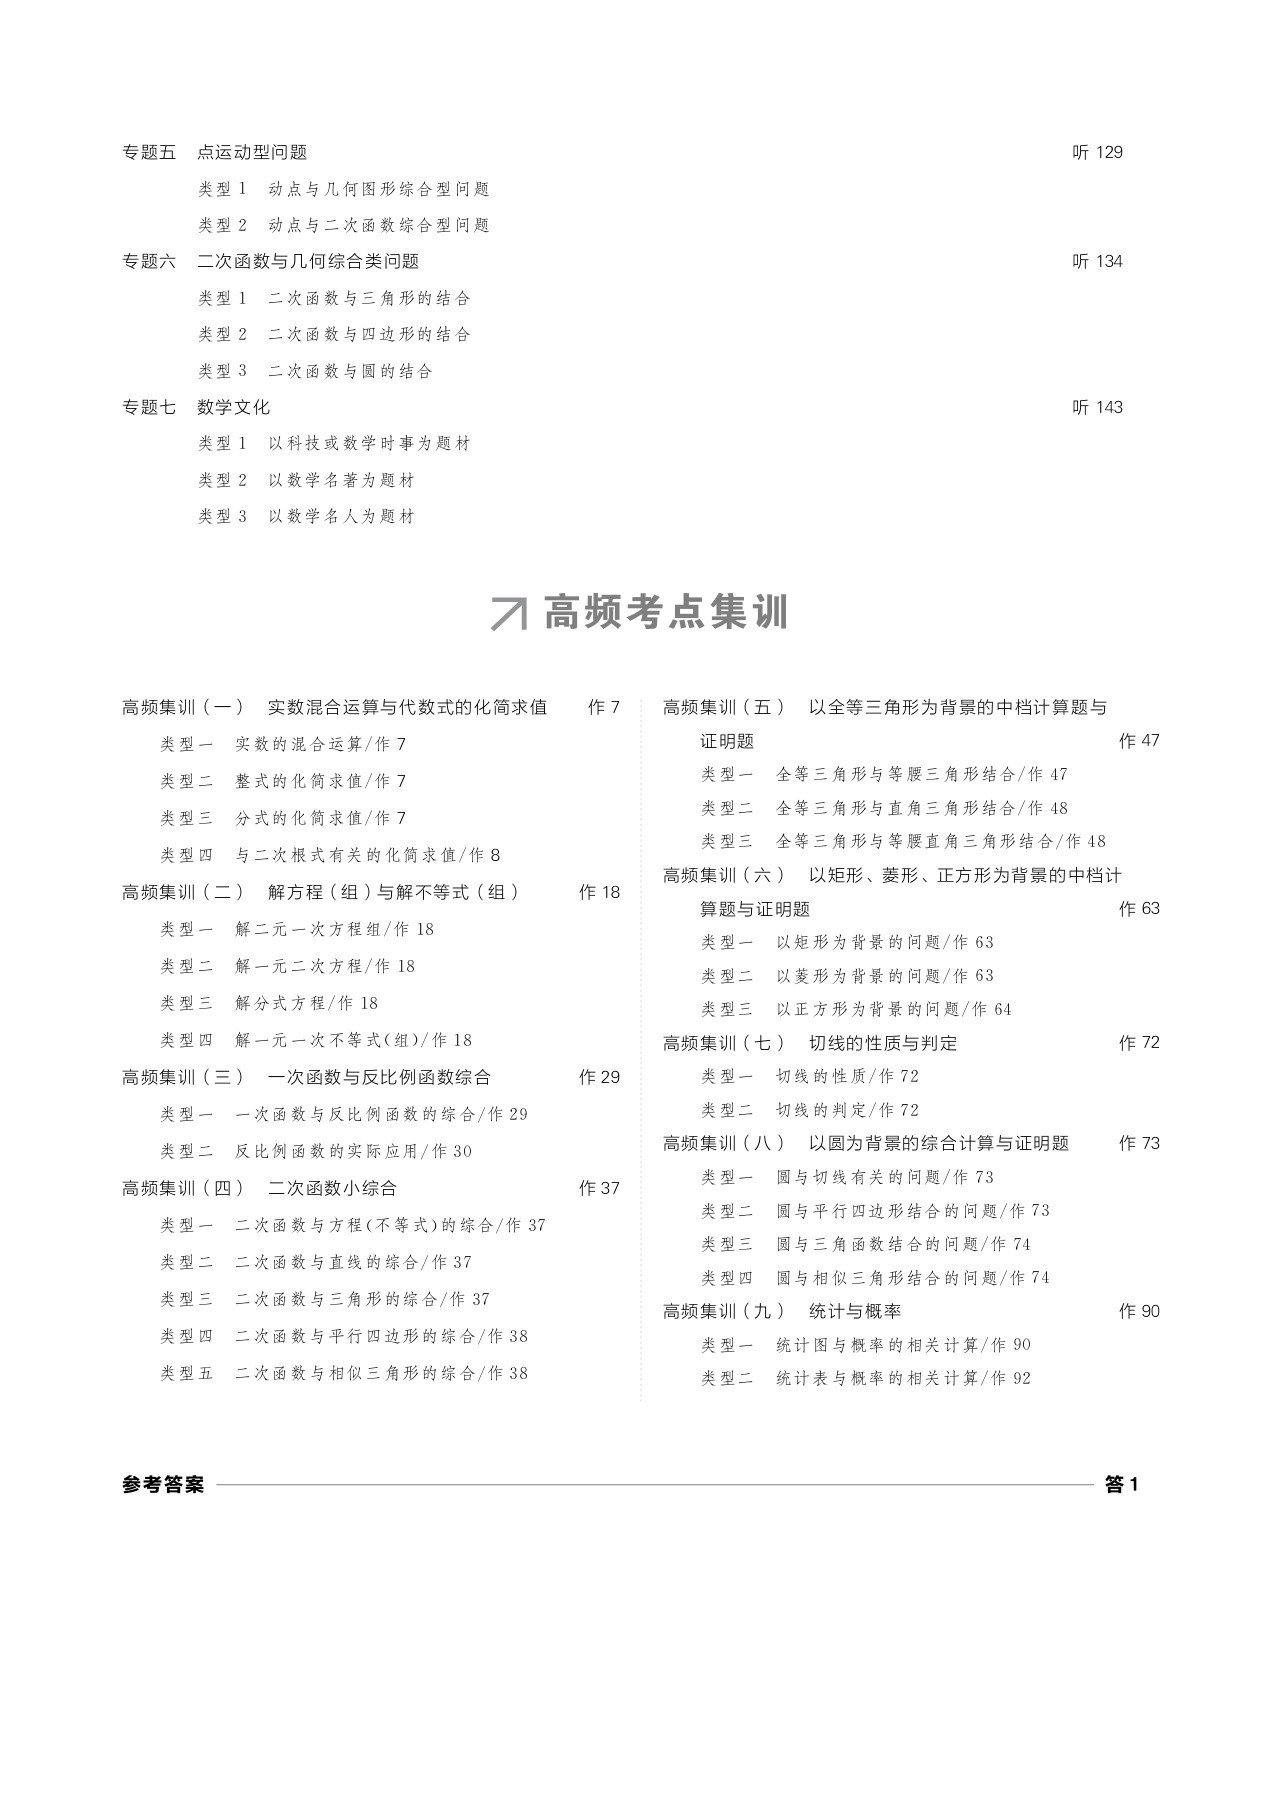 专题五 点运动型问题 听 129
类型 1 动点与几何图形综合型问题
类型 2 动点与二次函数综合型问题
专题六 二次函数与几何综合类问题 听 134
类型 1 二次函数与三角形的结合
类型 2 二次函数与四边形的结合
类型 3 二次函数与圆的结合
专题七 数学文化 听 143
类型 1 以科技或数学时事为题材
类型 2 以数学名著为题材
类型 3 以数学名人为题材
高频考点集训
高频集训（一） 实数混合运算与代数式的化简求值 作 7
类型一 实数的混合运算/作 7
类型二 整式的化简求值/作 7
类型三 分式的化简求值/作 7
类型四 与二次根式有关的化简求值/作 8
高频集训（二） 解方程（组）与解不等式（组） 作 18
类型一 解二元一次方程组/作 18
类型二 解一元二次方程/作 18
类型三 解分式方程/作 18
类型四 解一元一次不等式(组)/作 18
高频集训（三） 一次函数与反比例函数综合 作 29
类型一 一次函数与反比例函数的综合/作 29
类型二 反比例函数的实际应用/作 30
高频集训（四） 二次函数小综合 作 37
类型一 二次函数与方程(不等式)的综合/作 37
类型二 二次函数与直线的综合/作 37
类型三 二次函数与三角形的综合/作 37
类型四 二次函数与平行四边形的综合/作 38
类型五 二次函数与相似三角形的综合/作 38
高频集训（五） 以全等三角形为背景的中档计算题与
证明题 作 47
类型一 全等三角形与等腰三角形结合/作 47
类型二 全等三角形与直角三角形结合/作 48
类型三 全等三角形与等腰直角三角形结合/作 48
高频集训（六） 以矩形、菱形、正方形为背景的中档计
算题与证明题 作 63
类型一 以矩形为背景的问题/作 63
类型二 以菱形为背景的问题/作 63
类型三 以正方形为背景的问题/作 64
高频集训（七） 切线的性质与判定 作 72
类型一 切线的性质/作 72
类型二 切线的判定/作 72
高频集训（八） 以圆为背景的综合计算与证明题 作 73
类型一 圆与切线有关的问题/作 73
类型二 圆与平行四边形结合的问题/作 73
类型三 圆与三角函数结合的问题/作 74
类型四 圆与相似三角形结合的问题/作 74
高频集训（九） 统计与概率 作 90
类型一 统计图与概率的相关计算/作 90
类型二 统计表与概率的相关计算/作 92
参考答案 答 1